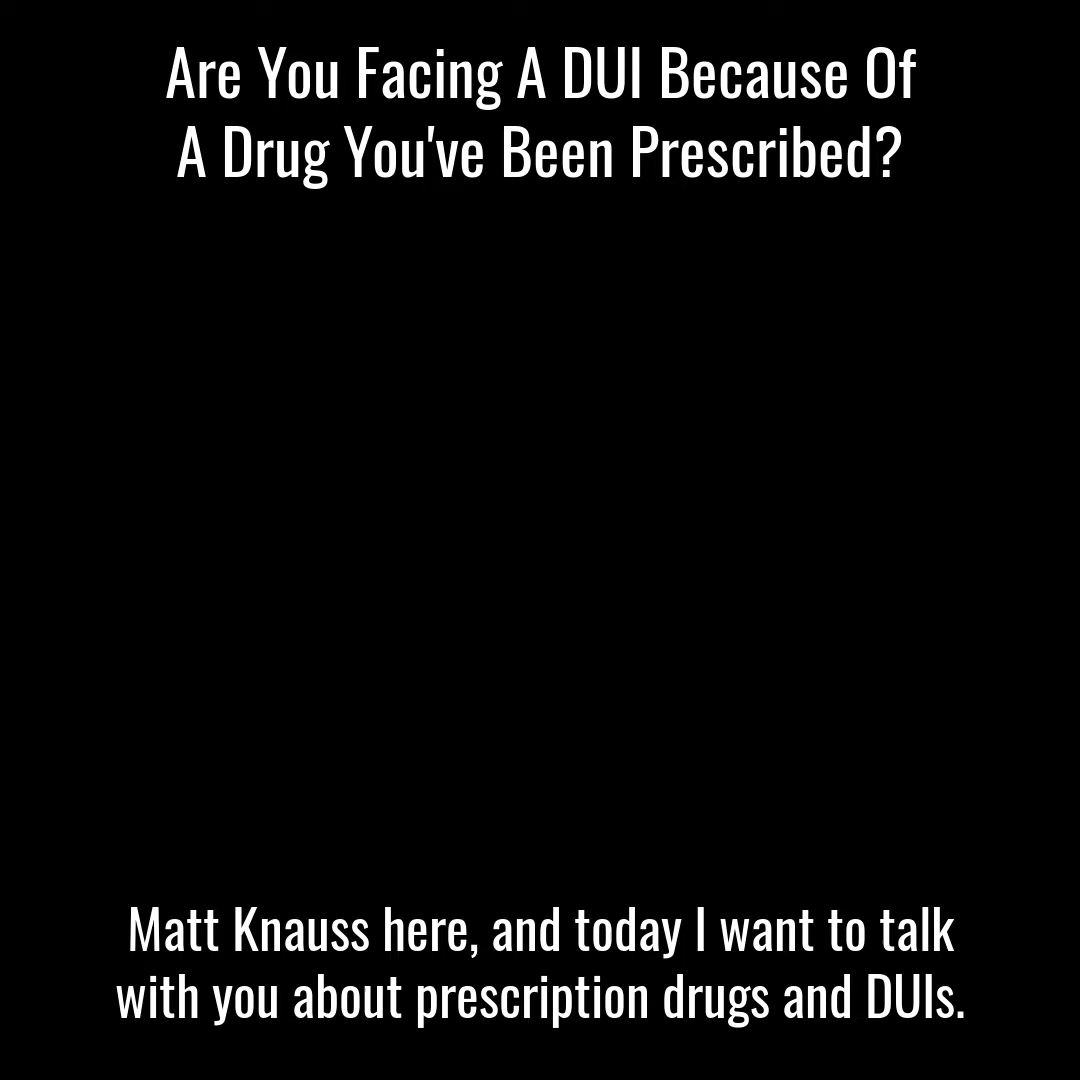 Are You Facing A DUI Because Of
A Drug You've Been Prescribed?
Matt Knauss here, and today I want to talk
with you about prescription drugs and DUIs.